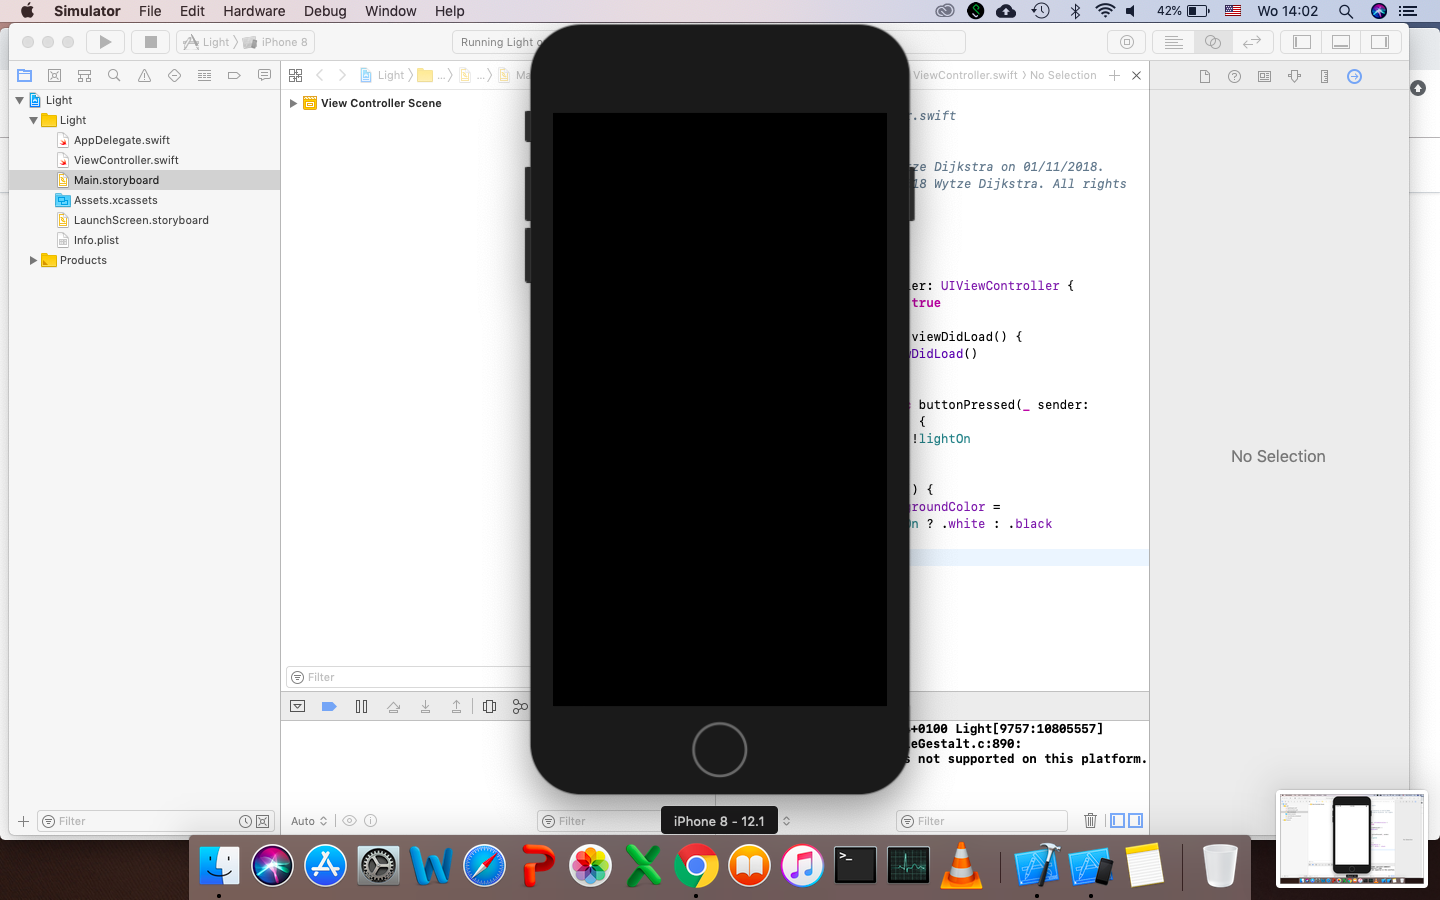 Simulator File Edit Hardware Debug Window Help
42% Wo 14:02
Light iPhone 8
Running Light
Light
Light
AppDelegate.swift
ViewController.swift
Main.storyboard
Assets.xcassets
LaunchScreen.storyboard
Info.plist
Products
Filter
Light ... ...
View Controller Scene
Filter
ViewController.swift No Selection
r.swift
ze Dijkstra on 01/11/2018.
18 Wytze Dijkstra. All rights
ler: UIViewController {
true
viewDidLoad() {
wDidLoad()
buttonPressed(_ sender:
{
!lightOn
) {
groundColor =
On ? .white : .black
No Selection
+0100 Light[9757:10805557]
leGestalt.c:890:
s not supported on this platform.
Auto
Filter
Filter
iPhone 8 - 12.1